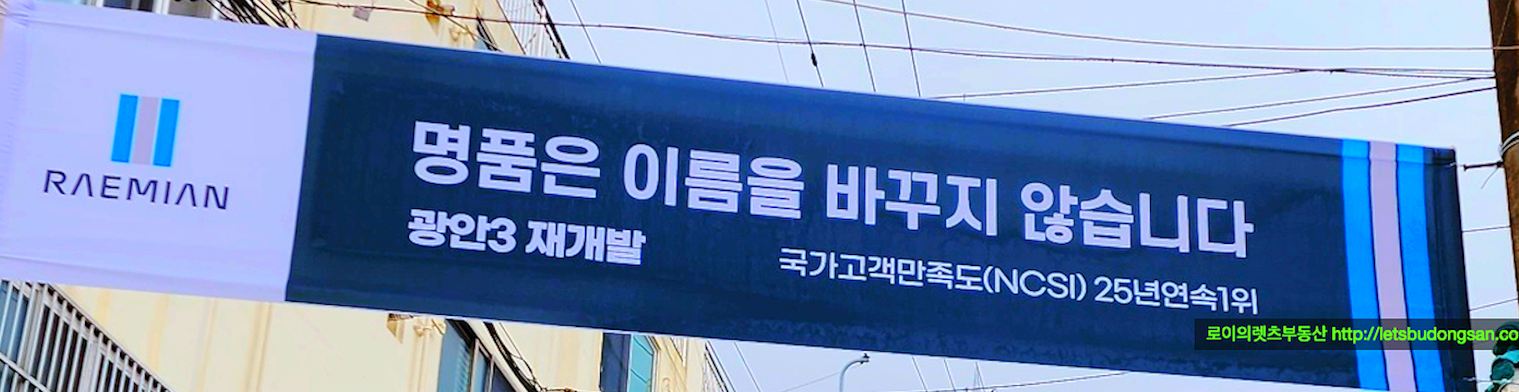 RAEMIAN
명품은 이름을 바꾸지 않습니다
광안3 재개발
국가고객만족도(NCSI) 25년연속1위
로이의렛츠부동산 http://letsbudongsan.co